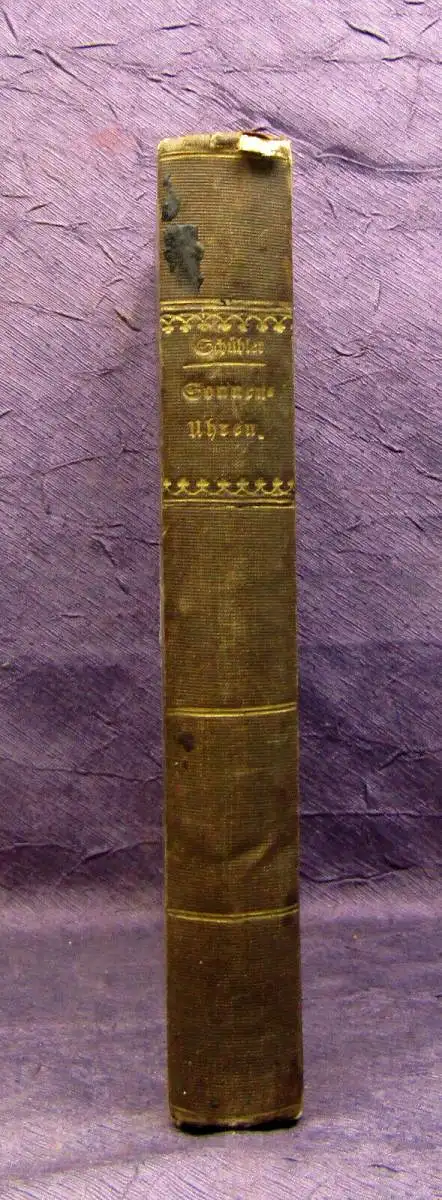 Schübler
Sonnen-
Uhren.